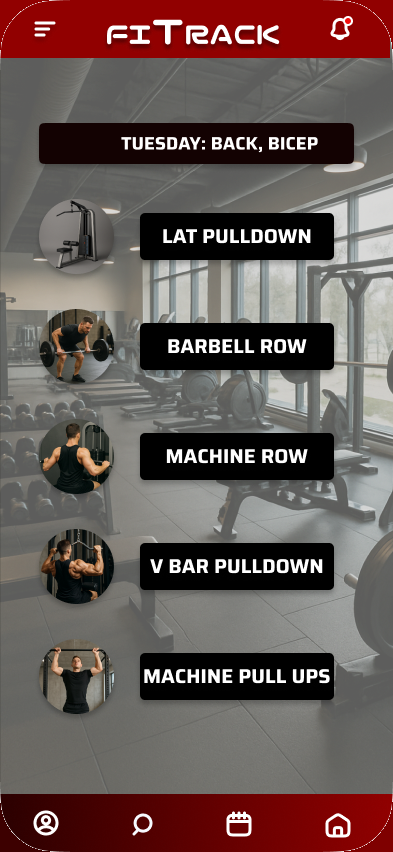 FITRACK
TUESDAY: BACK, BICEP
LAT PULLDOWN
BARBELL ROW
MACHINE ROW
V BAR PULLDOWN
MACHINE PULL UPS